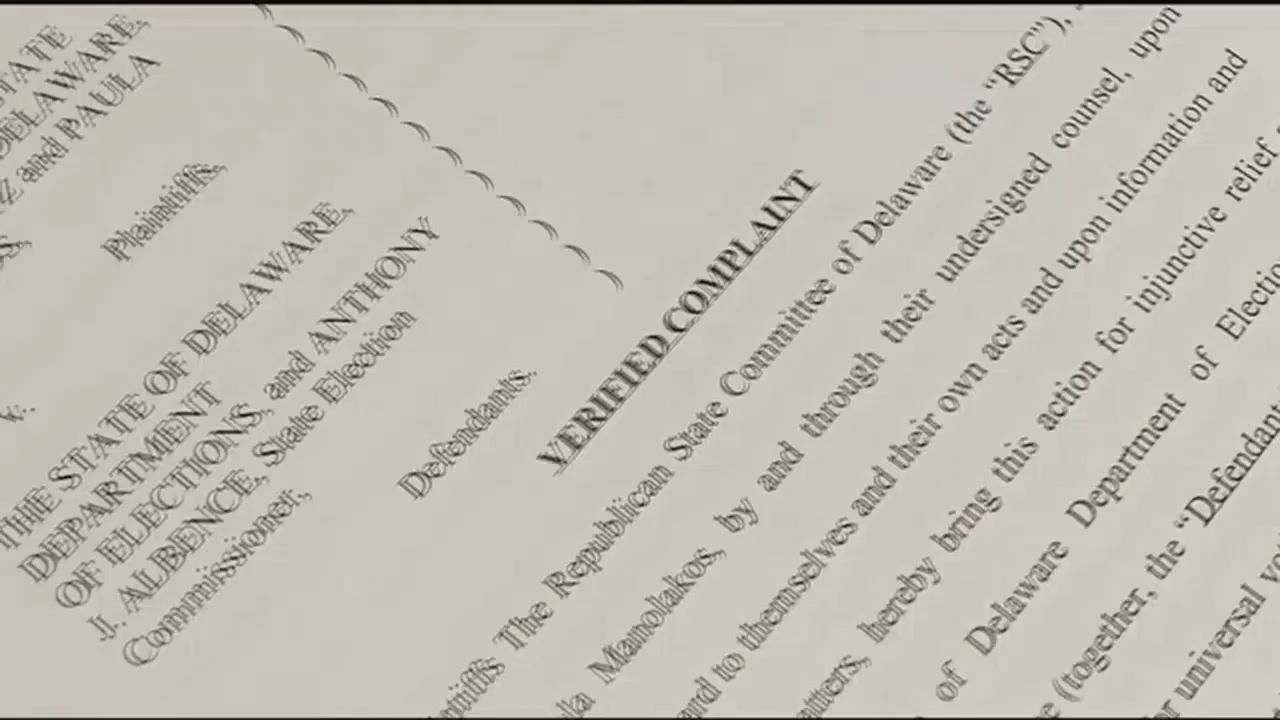 STATE
DELAWARE,
Z and PAULA
Plaintiffs,
v.
THE STATE OF DELAWARE,
DEPARTMENT
OF ELECTIONS, and ANTHONY
J. ALBENCE, State Election
Commissioner,
Defendants.
)
)
)
)
)
)
)
)
)
)
)
)
VERIFIED COMPLAINT
The Republican State Committee of Delaware (the “RSC”),
Manolakos, by and through their undersigned counsel, upon
to themselves and their own acts and upon information and
hereby bring this action for injunctive relief
of Delaware Department of
(together, the
universal